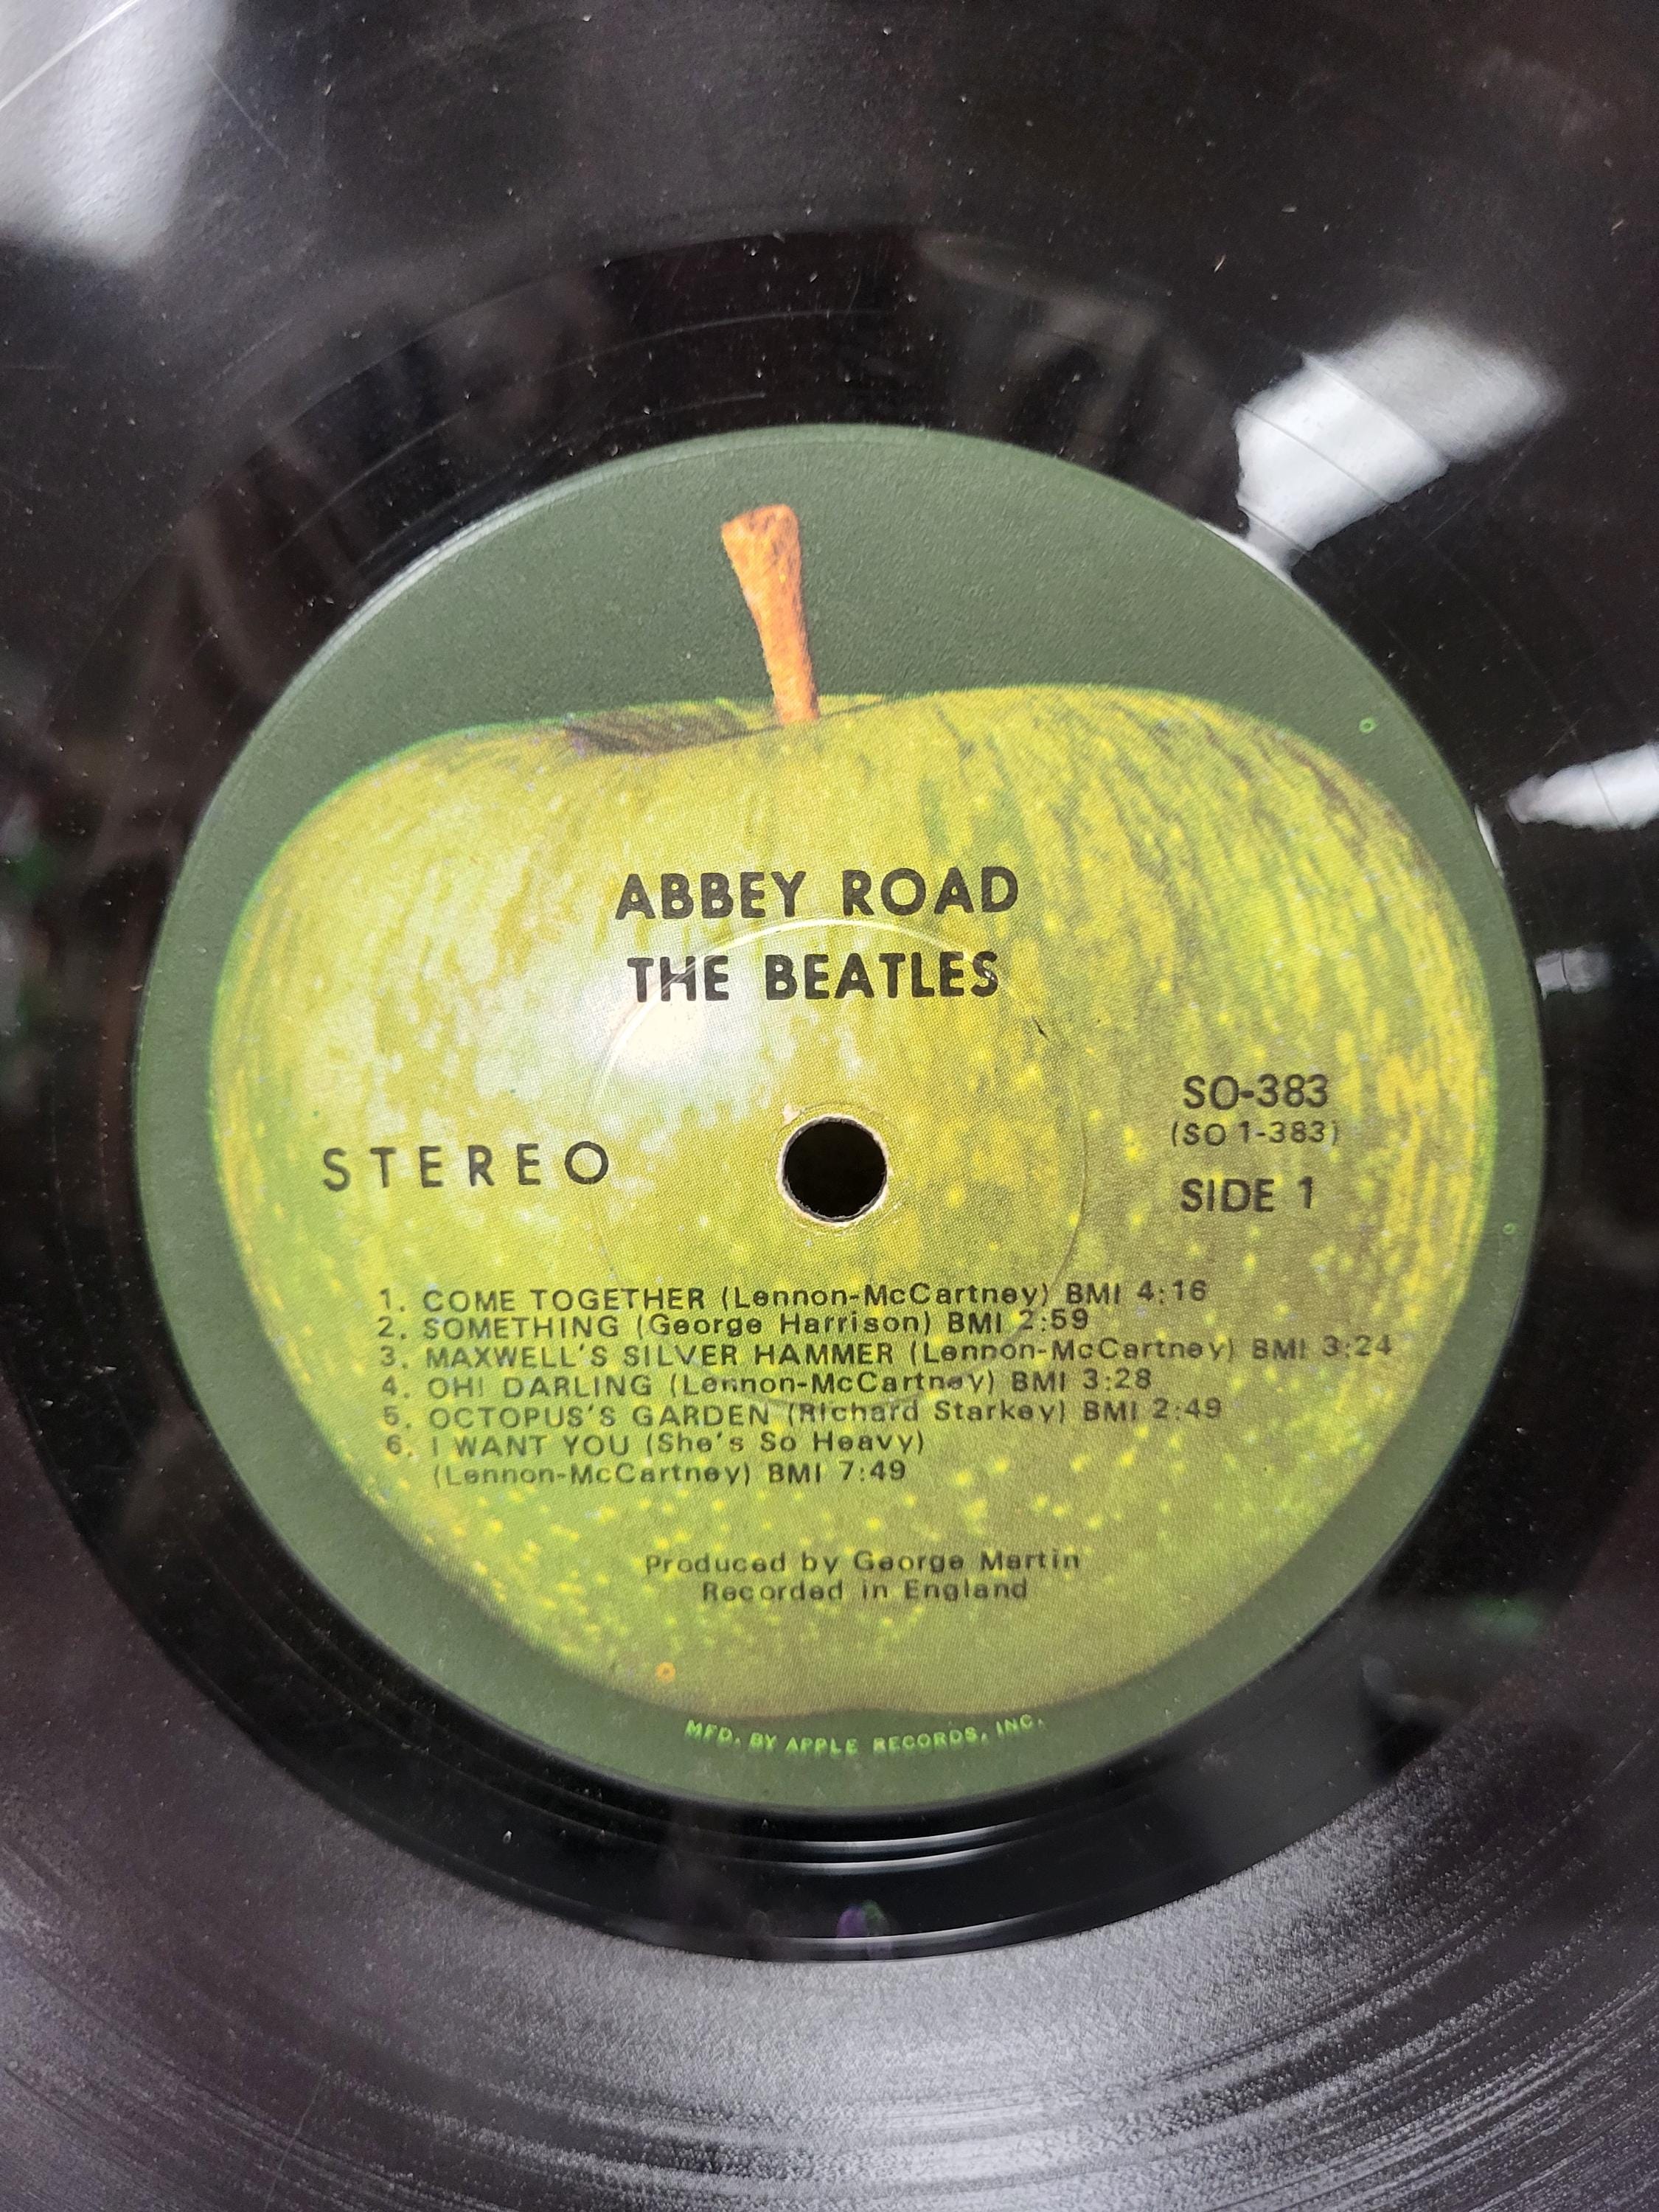 ABBEY ROAD
THE BEATLES
STEREO
SO-383
(SO 1-383)
SIDE 1
1. COME TOGETHER (Lennon-McCartney) BMI 4:16
2. SOMETHING (George Harrison) BMI 2:59
3. MAXWELL'S SILVER HAMMER (Lennon-McCartney) BMI 3:24
4. OH! DARLING (Lennon-McCartney) BMI 3:28
5. OCTOPUS'S GARDEN (Richard Starkey) BMI 2:49
6. I WANT YOU (She's So Heavy)
(Lennon-McCartney) BMI 7:49
Produced by George Martin
Recorded in England
MFD. BY APPLE RECORDS, INC.